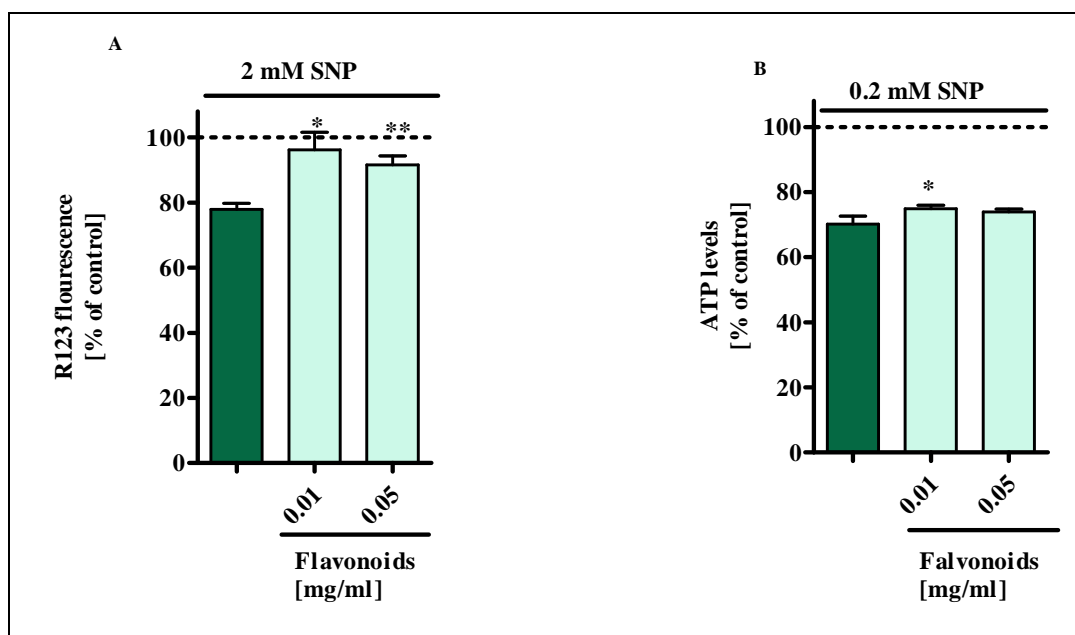 A
2 mM SNP
R123 flourescence
[% of control]
100
80
60
40
20
0
*
**
0.01
0.05
Flavonoids
[mg/ml]
B
0.2 mM SNP
ATP levels
[% of control]
100
80
60
40
20
0
*
0.01
0.05
Falvonoids
[mg/ml]